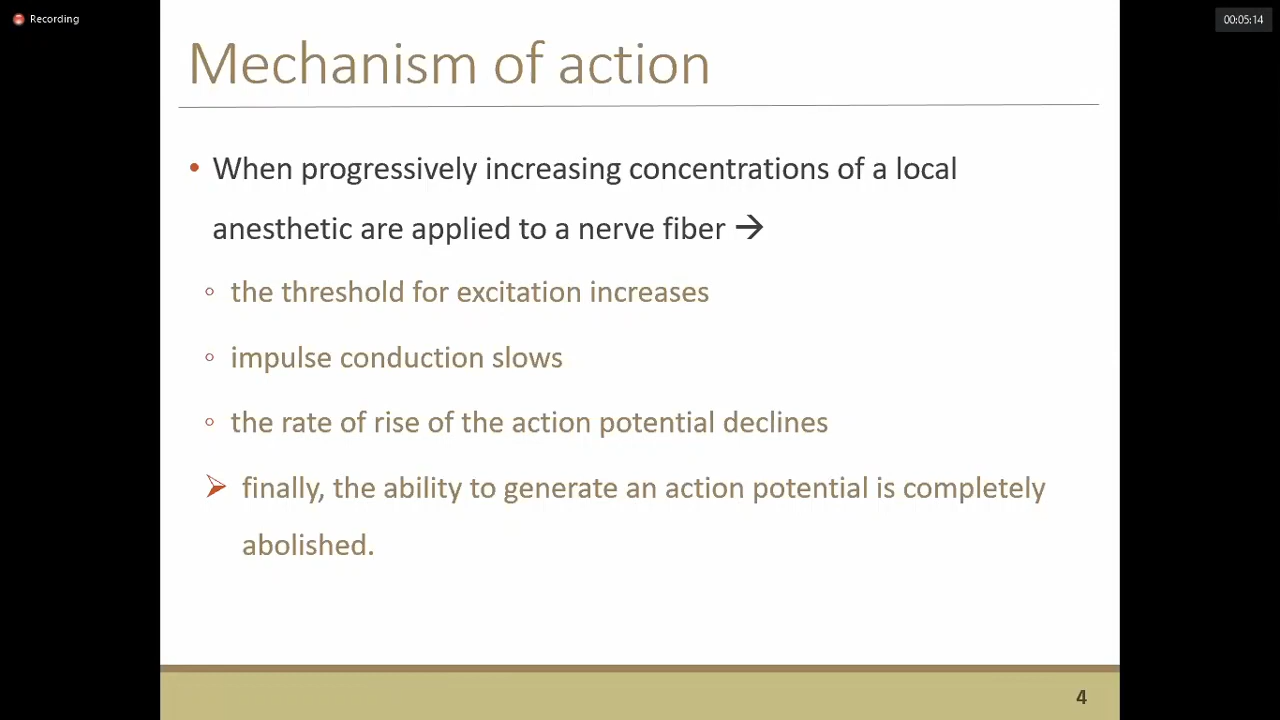 Recording
00:05:14
Mechanism of action
• When progressively increasing concentrations of a local
anesthetic are applied to a nerve fiber →
◦ the threshold for excitation increases
◦ impulse conduction slows
◦ the rate of rise of the action potential declines
➢ finally, the ability to generate an action potential is completely
abolished.
4